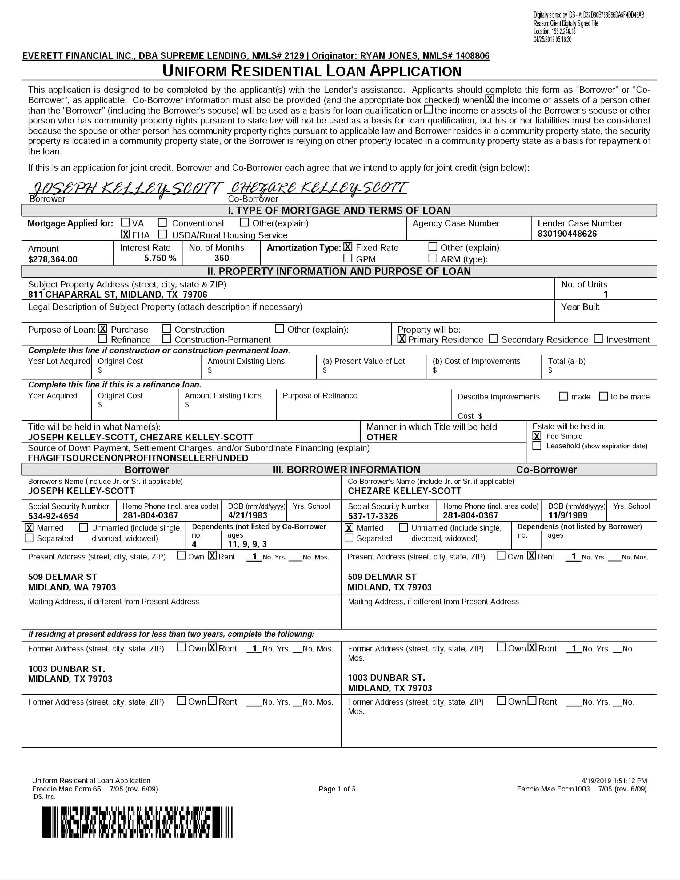 EVERETT FINANCIAL INC., DBA SUPREME LENDING, NMLS# 2129 | Originator: RYAN JONES, NMLS# 1408806
UNIFORM RESIDENTIAL LOAN APPLICATION
This application is designed to be completed by the applicant(s) with the Lender's assistance. Applicants should complete this form as "Borrower" or "Co-
Borrower", as applicable. Co-Borrower information must also be provided (and the appropriate box checked) when ☒ the income or assets of a person other
than the "Borrower" (including the Borrower's spouse) will be used as a basis for loan qualification or ☐ the income or assets of the Borrower's spouse or other
person who has community property rights pursuant to state law will not be used as a basis for loan qualification, but his or her liabilities must be considered
because the spouse or other person has community property rights pursuant to applicable law and Borrower resides in a community property state, the security
property is located in a community property state, or the Borrower is relying on other property located in a community property state as a basis for repayment of
the loan.
If this is an application for joint credit, Borrower and Co-Borrower each agree that we intend to apply for joint credit (sign below):
JOSEPH KELLEY-SCOTT CHEZARE KELLEY-SCOTT
Borrower Co-Borrower
I. TYPE OF MORTGAGE AND TERMS OF LOAN
Mortgage Applied for: ☐ VA ☐ Conventional ☐ Other(explain) Agency Case Number Lender Case Number
☒ FHA ☐ USDA/Rural Housing Service 830190448626
Amount Interest Rate No. of Months Amortization Type: ☒ Fixed Rate ☐ Other (explain):
$278,364.00 5.750 % 360 ☐ GPM ☐ ARM (type):
II. PROPERTY INFORMATION AND PURPOSE OF LOAN
Subject Property Address (street, city, state & ZIP) No. of Units
811 CHAPARRAL ST, MIDLAND, TX 79706 1
Legal Description of Subject Property (attach description if necessary) Year Built
Purpose of Loan: ☒ Purchase ☐ Construction ☐ Other (explain): Property will be:
☐ Refinance ☐ Construction-Permanent ☒ Primary Residence ☐ Secondary Residence ☐ Investment
Complete this line if construction or construction-permanent loan.
Year Lot Acquired Original Cost Amount Existing Liens (a) Present Value of Lot (b) Cost of Improvements Total (a+b)
$ $ $ $ $
Complete this line if this is a refinance loan.
Year Acquired Original Cost Amount Existing Liens Purpose of Refinance Describe Improvements ☐ made ☐ to be made
$ $ Cost: $
Title will be held in what Name(s): Manner in which Title will be held Estate will be held in:
JOSEPH KELLEY-SCOTT, CHEZARE KELLEY-SCOTT OTHER ☒ Fee Simple
Source of Down Payment, Settlement Charges, and/or Subordinate Financing (explain) ☐ Leasehold (show expiration date)
FHAGIFTSOURCENONPROFITNONSELLERFUNDED
Borrower III. BORROWER INFORMATION Co-Borrower
Borrower's Name (include Jr. or Sr. if applicable) Co-Borrower's Name (include Jr. or Sr. if applicable)
JOSEPH KELLEY-SCOTT CHEZARE KELLEY-SCOTT
Social Security Number Home Phone (incl. area code) DOB (mm/dd/yyyy) Yrs. School Social Security Number Home Phone (incl. area code) DOB (mm/dd/yyyy) Yrs. School
534-92-4654 281-804-0367 4/21/1983 537-17-3326 281-804-0367 11/9/1989
☒ Married ☐ Unmarried (include single, Dependents (not listed by Co-Borrower ☒ Married ☐ Unmarried (include single, Dependents (not listed by Borrower)
☐ Separated divorced, widowed) no. ages ☐ Separated divorced, widowed) no. ages
4 11, 9, 9, 3
Present Address (street, city, state, ZIP) ☐ Own ☒ Rent 1 No. Yrs. No. Mos. Present Address (street, city, state, ZIP) ☐ Own ☒ Rent 1 No. Yrs. No. Mos.
509 DELMAR ST 509 DELMAR ST
MIDLAND, WA 79703 MIDLAND, TX 79703
Mailing Address, if different from Present Address Mailing Address, if different from Present Address
If residing at present address for less than two years, complete the following:
Former Address (street, city, state, ZIP) ☐ Own ☒ Rent 1 No. Yrs. No. Mos. Former Address (street, city, state, ZIP) ☐ Own ☒ Rent 1 No. Yrs. No.
Mos.
1003 DUNBAR ST. 1003 DUNBAR ST.
MIDLAND, TX 79703 MIDLAND, TX 79703
Former Address (street, city, state, ZIP) ☐ Own ☐ Rent No. Yrs. No. Mos. Former Address (street, city, state, ZIP) ☐ Own ☐ Rent No. Yrs. No.
Mos.
Uniform Residential Loan Application 4/19/2019 1:51:12 PM
Freddie Mac Form 65 7/05 (rev. 6/09) Page 1 of 5 Fannie Mae Form 1003 7/05 (rev. 6/09)
IDS, Inc.